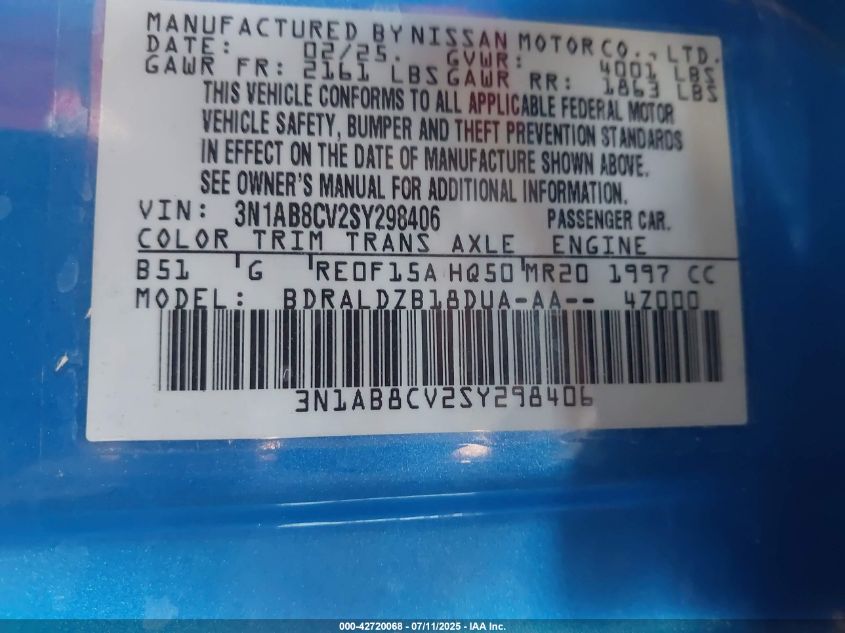 MANUFACTURED BY NISSAN MOTOR CO., LTD.
DATE: 02/25. GVWR: 4001 LBS
GAWR FR: 2161 LBS GAWR RR: 1863 LBS
THIS VEHICLE CONFORMS TO ALL APPLICABLE FEDERAL MOTOR
VEHICLE SAFETY, BUMPER AND THEFT PREVENTION STANDARDS
IN EFFECT ON THE DATE OF MANUFACTURE SHOWN ABOVE.
SEE OWNER'S MANUAL FOR ADDITIONAL INFORMATION.
VIN: 3N1AB8CV2SY298406 PASSENGER CAR.
COLOR TRIM TRANS AXLE ENGINE
B51 G RE0F15A HQ50 MR20 1997 CC
MODEL: BDRALDZB18DUA-AA-- 4Z000
3N1AB8CV2SY298406
000-42720068 - 07/11/2025 - IAA Inc.